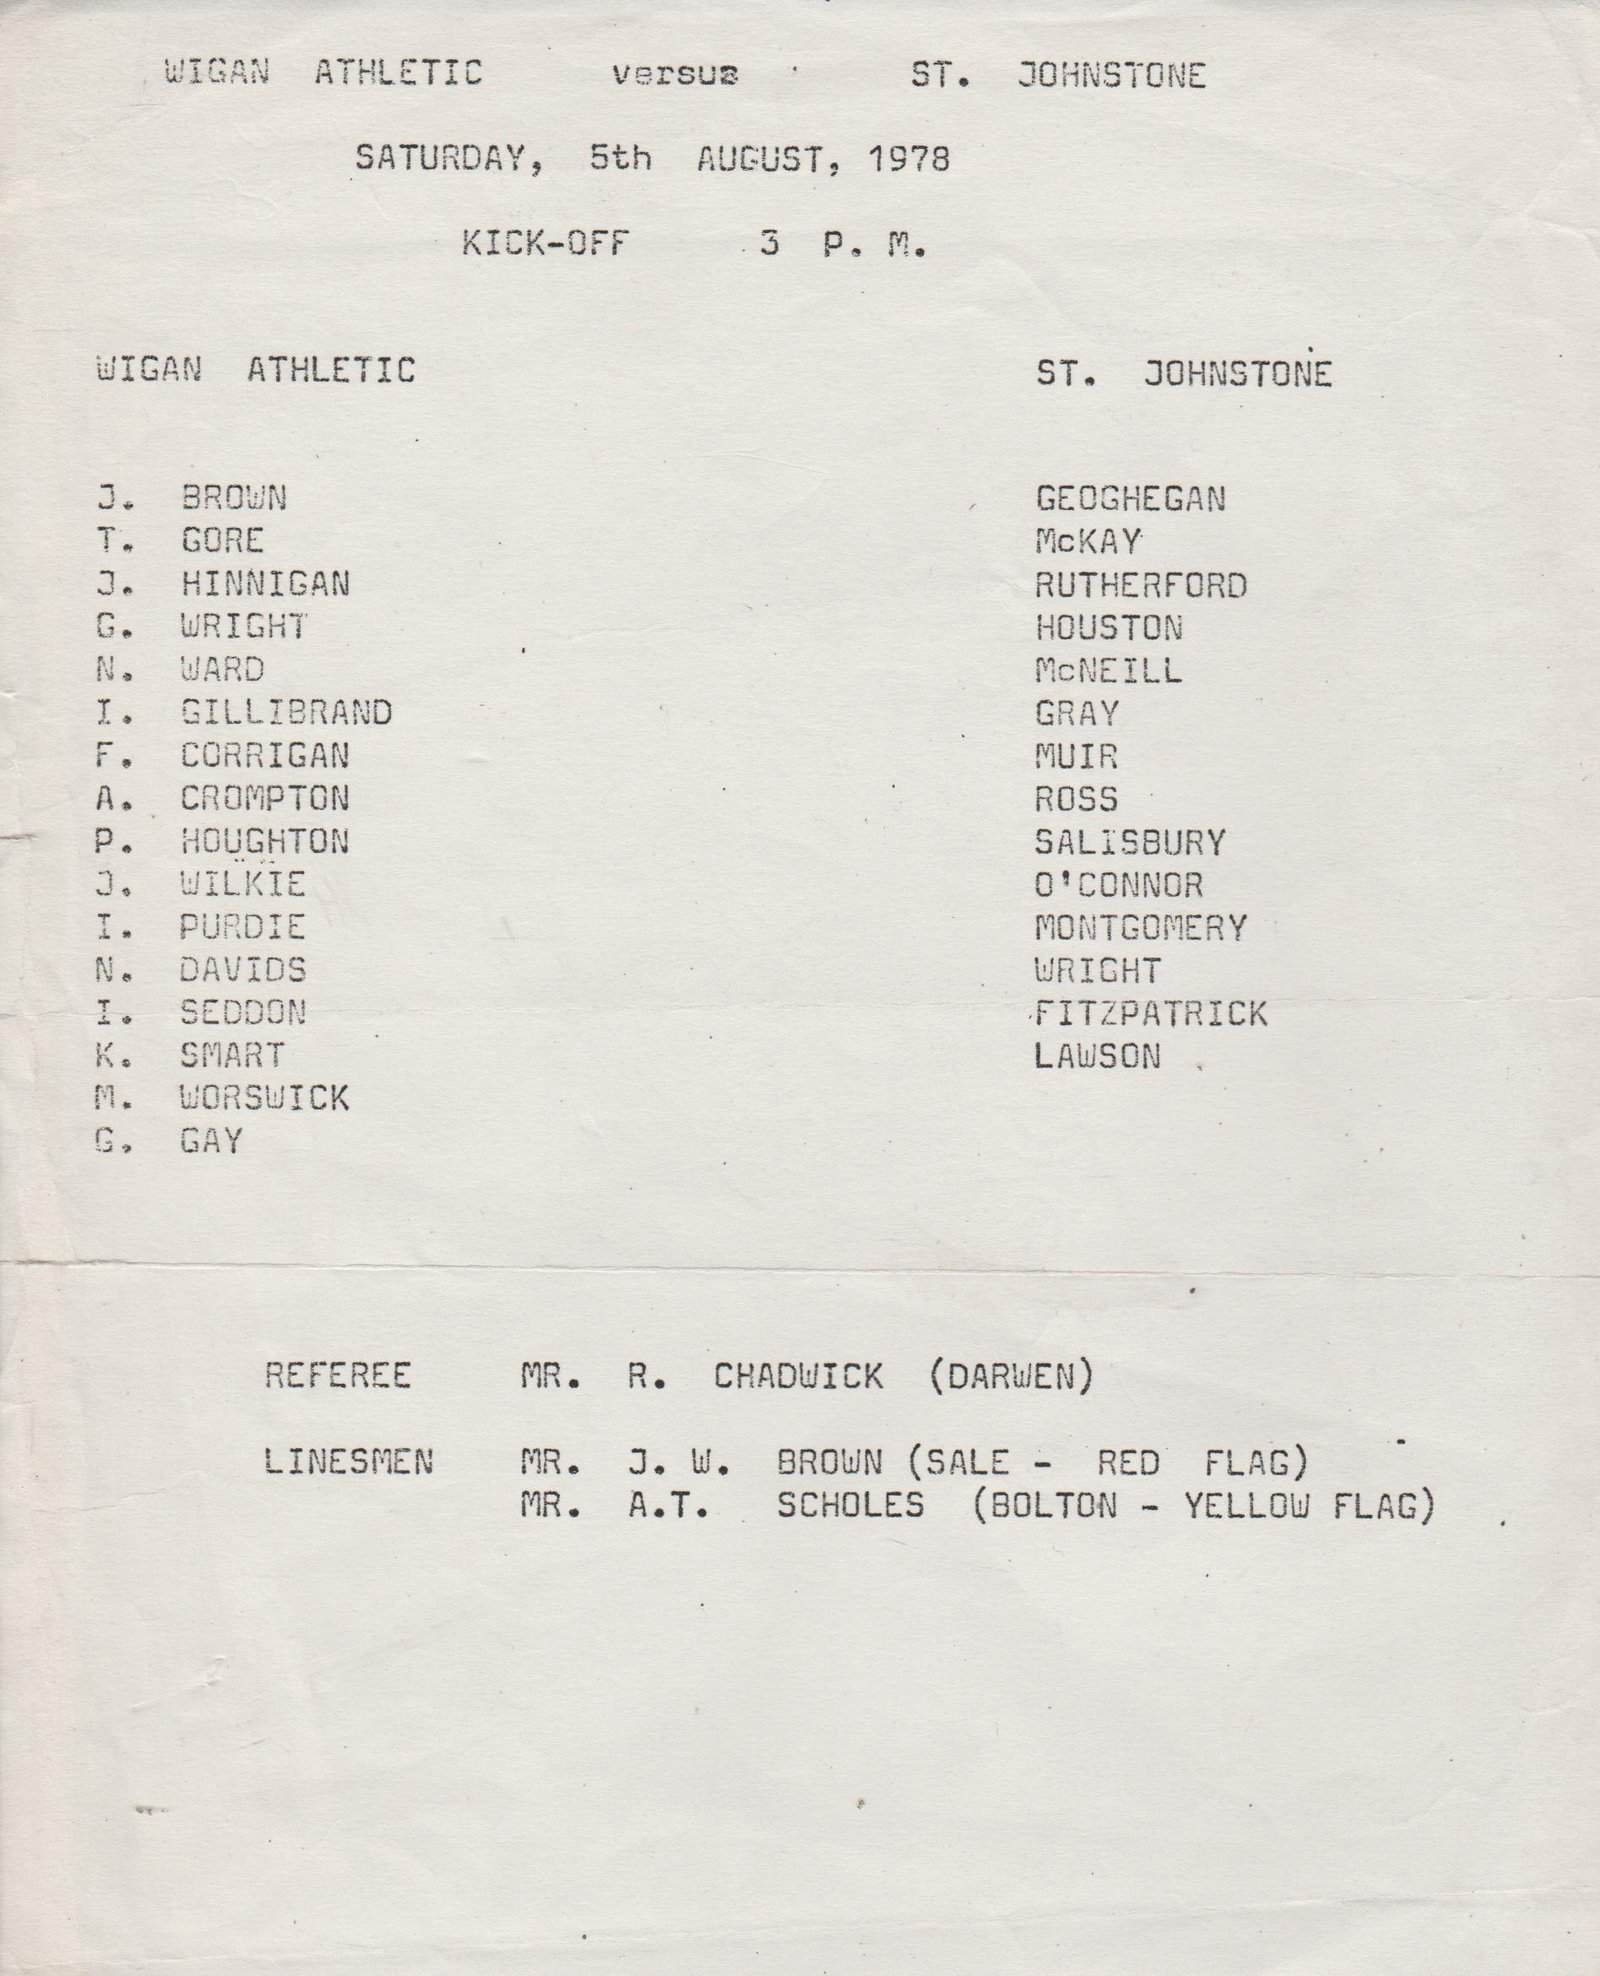 WIGAN ATHLETIC versus ST. JOHNSTONE
SATURDAY, 5th AUGUST, 1978
KICK-OFF 3 P. M.
WIGAN ATHLETIC
J. BROWN
T. GORE
J. HINNIGAN
G. WRIGHT
N. WARD
I. GILLIBRAND
F. CORRIGAN
A. CROMPTON
P. HOUGHTON
J. WILKIE
I. PURDIE
N. DAVIDS
I. SEDDON
K. SMART
M. WORSWICK
G. GAY
ST. JOHNSTONE
GEOGHEGAN
McKAY
RUTHERFORD
HOUSTON
McNEILL
GRAY
MUIR
ROSS
SALISBURY
O'CONNOR
MONTGOMERY
WRIGHT
FITZPATRICK
LAWSON
REFEREE MR. R. CHADWICK (DARWEN)
LINESMEN MR. J. W. BROWN (SALE - RED FLAG)
MR. A.T. SCHOLES (BOLTON - YELLOW FLAG)